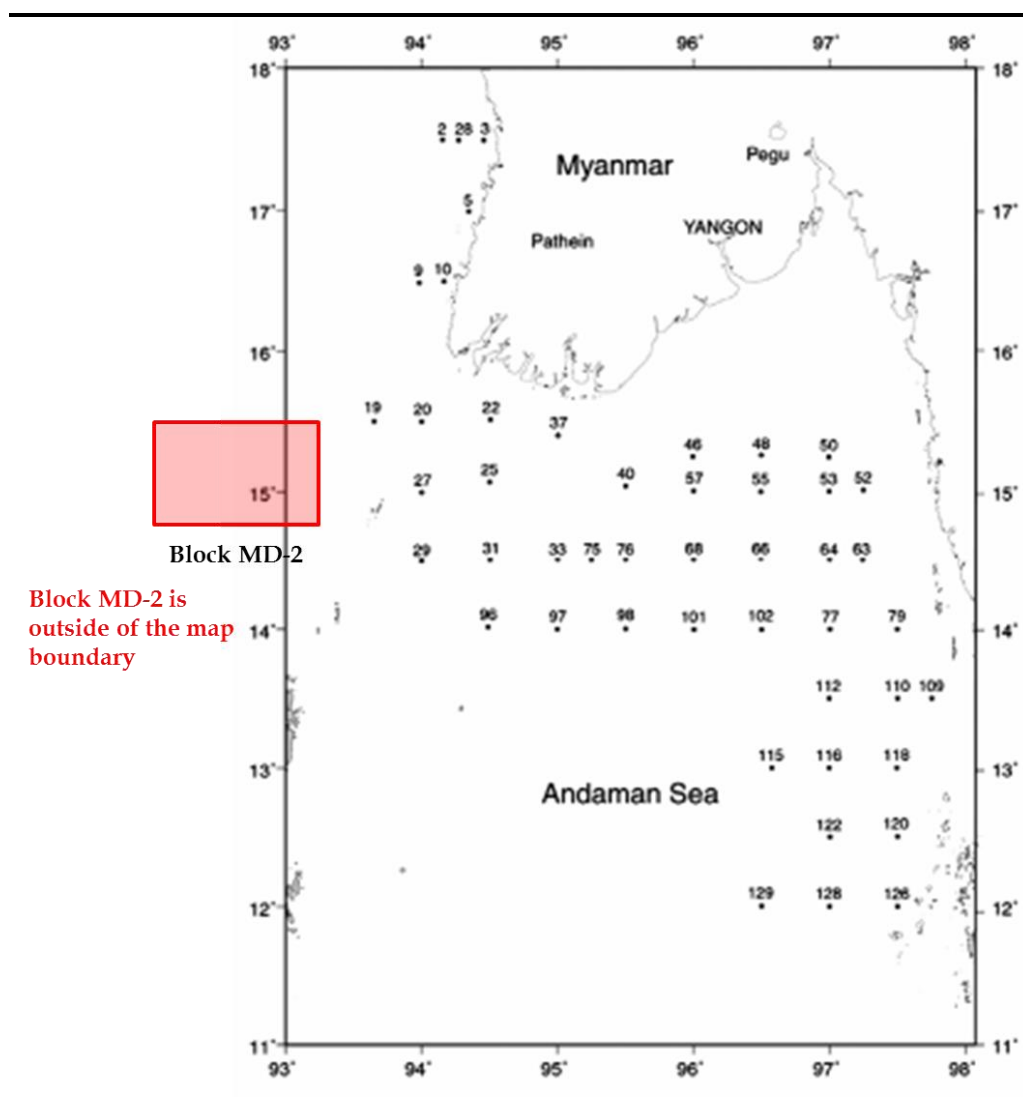 93° 94° 95° 96° 97° 98°
18° 18°
2 28 3
Pegu
Myanmar
5
17° 17°
YANGON
Pathein
9 10
16° 16°
19 20 22
37
46 48 50
25 40
27 57 55 53 52
15° 15°
Block MD-2
29 31 33 75 76 68 66 64 63
Block MD-2 is
outside of the map
boundary
96 97 98 101 102 77 79
14° 14°
112 110 109
115 116 118
13° 13°
Andaman Sea
122 120
129 128 126
12° 12°
11° 11°
93° 94° 95° 96° 97° 98°